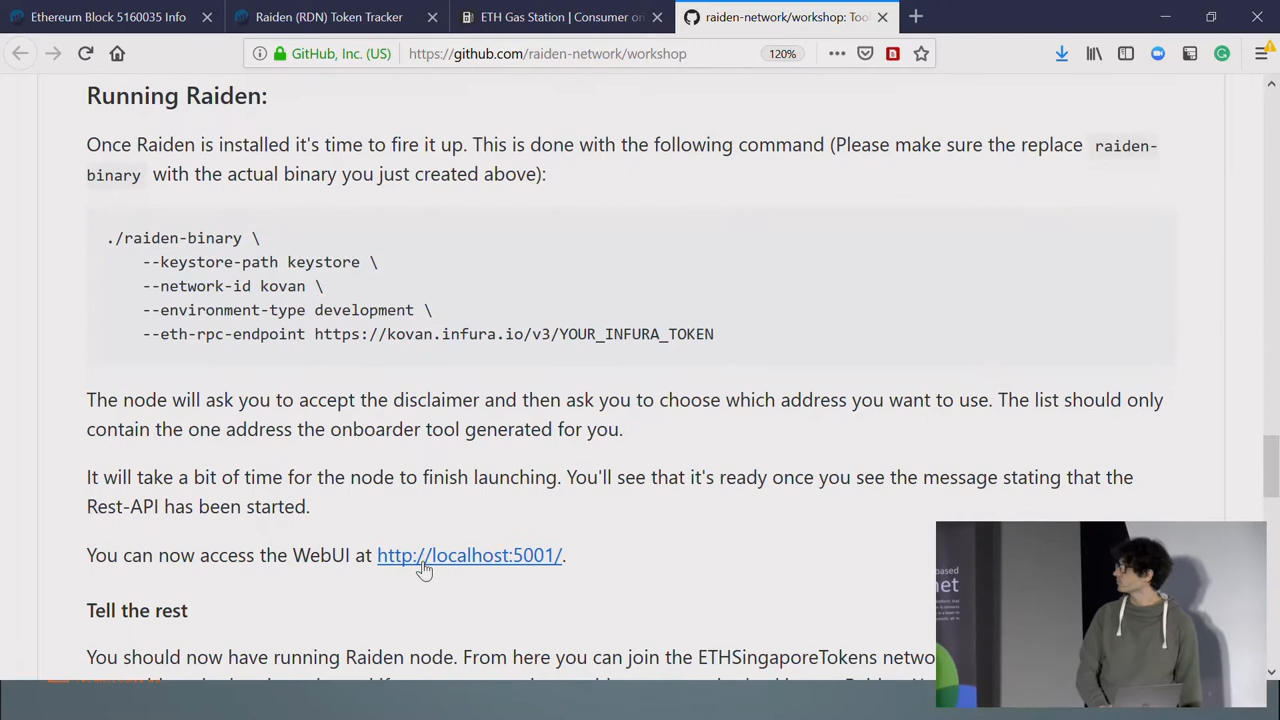 Ethereum Block 5160035 Info
Raiden (RDN) Token Tracker
ETH Gas Station | Consumer on
raiden-network/workshop: Tool
GitHub, Inc. (US)
https://github.com/raiden-network/workshop
120%
Running Raiden:
Once Raiden is installed it's time to fire it up. This is done with the following command (Please make sure the replace raiden-
binary with the actual binary you just created above):
./raiden-binary \
--keystore-path keystore \
--network-id kovan \
--environment-type development \
--eth-rpc-endpoint https://kovan.infura.io/v3/YOUR_INFURA_TOKEN
The node will ask you to accept the disclaimer and then ask you to choose which address you want to use. The list should only
contain the one address the onboarder tool generated for you.
It will take a bit of time for the node to finish launching. You'll see that it's ready once you see the message stating that the
Rest-API has been started.
You can now access the WebUI at http://localhost:5001/.
based
net
Tell the rest
You should now have running Raiden node. From here you can join the ETHSingaporeTokens netwo